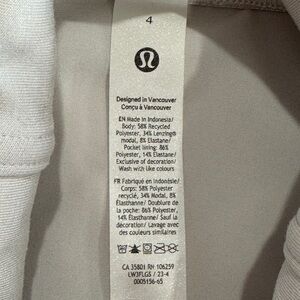 4
Designed in Vancouver
Conçu à Vancouver
EN Made in Indonesia/
Body: 58% Recycled
Polyester, 34% Lenzing®
modal, 8% Elastane/
Pocket lining: 86%
Polyester, 14% Elastane/
Exclusive of decoration/
Wash with like colours
FR Fabriqué en Indonésie/
Corps: 58% Polyester
recyclé, 34% Modal, 8%
Élasthanne/ Doublure de
la poche: 86% Polyester,
14% Élasthanne/ Sauf la
décoration/ Lavage avec
des couleurs similaires
CA 35801 RN 106259
LW3FLGS / 23-4
0005156-65